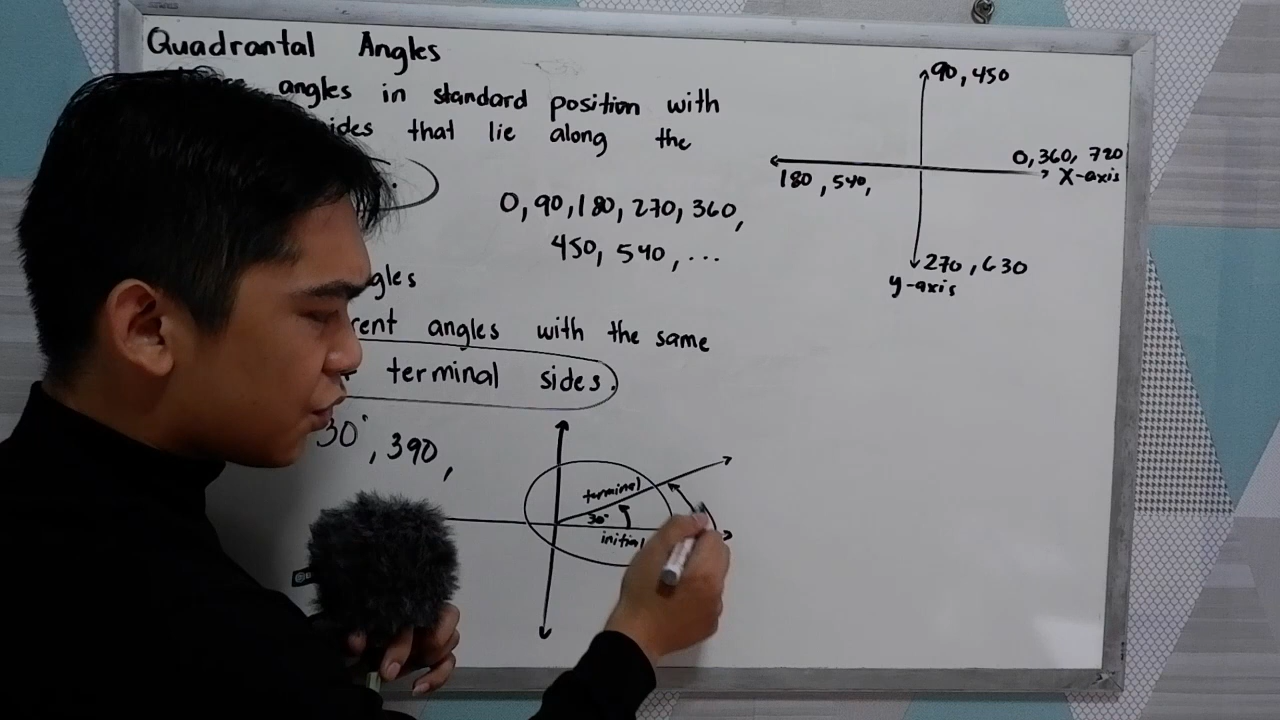 Quadrantal Angles
angles in standard position with
sides that lie along the
0, 90, 180, 270, 360,
450, 540, ...
gles
rent angles with the same
terminal sides.
30°, 390,
terminal
30°
initial
90, 450
0, 360, 720
X-axis
180, 540,
270, 630
y-axis